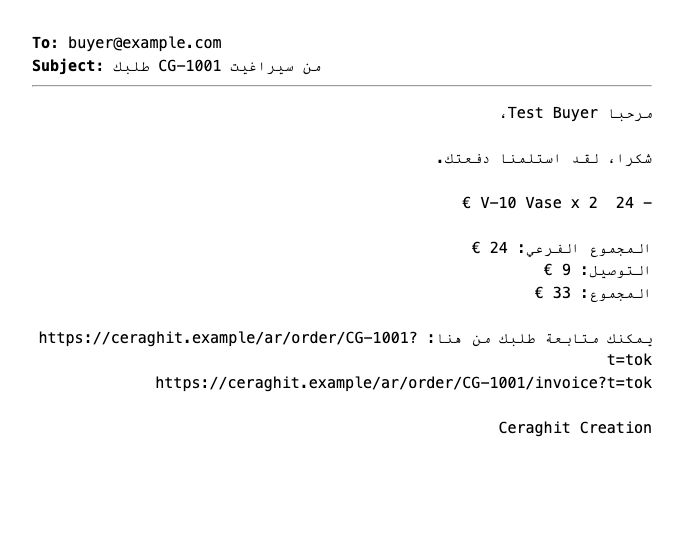 To: buyer@example.com
Subject: طلبك CG-1001 من سيراغيت
مرحبا Test Buyer،
شكرا، لقد استلمنا دفعتك.
- V-10 Vase x 2  24 €
المجموع الفرعي: 24 €
التوصيل: 9 €
المجموع: 33 €
يمكنك متابعة طلبك من هنا: https://ceraghit.example/ar/order/CG-1001?
t=tok
https://ceraghit.example/ar/order/CG-1001/invoice?t=tok
Ceraghit Creation